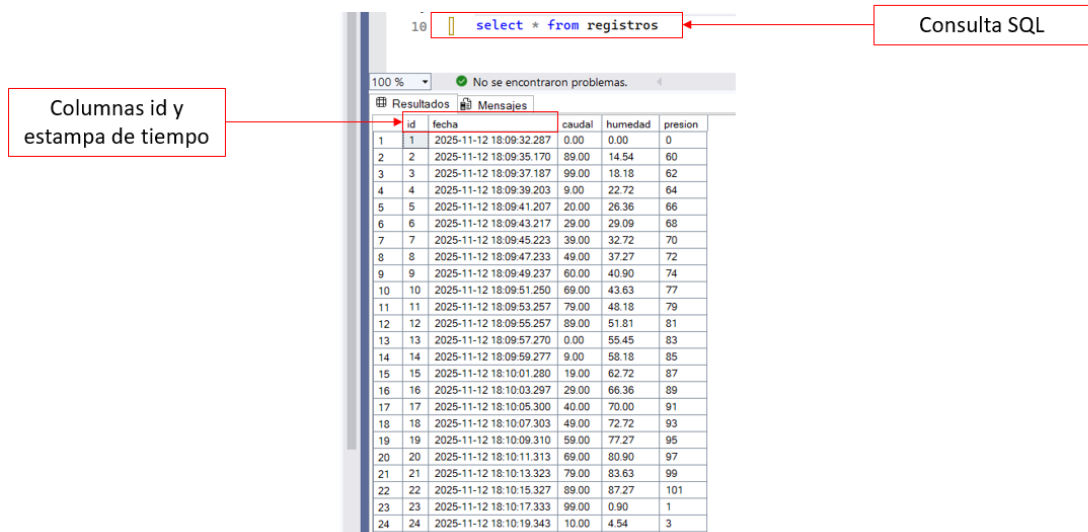 10 select * from registros
Consulta SQL
100 % No se encontraron problemas.
Resultados Mensajes
Columnas id y
estampa de tiempo
id fecha caudal humedad presion
1 1 2025-11-12 18:09:32.287 0.00 0.00 0
2 2 2025-11-12 18:09:35.170 89.00 14.54 60
3 3 2025-11-12 18:09:37.187 99.00 18.18 62
4 4 2025-11-12 18:09:39.203 9.00 22.72 64
5 5 2025-11-12 18:09:41.207 20.00 26.36 66
6 6 2025-11-12 18:09:43.217 29.00 29.09 68
7 7 2025-11-12 18:09:45.223 39.00 32.72 70
8 8 2025-11-12 18:09:47.233 49.00 37.27 72
9 9 2025-11-12 18:09:49.237 60.00 40.90 74
10 10 2025-11-12 18:09:51.250 69.00 43.63 77
11 11 2025-11-12 18:09:53.257 79.00 48.18 79
12 12 2025-11-12 18:09:55.257 89.00 51.81 81
13 13 2025-11-12 18:09:57.270 0.00 55.45 83
14 14 2025-11-12 18:09:59.277 9.00 58.18 85
15 15 2025-11-12 18:10:01.280 19.00 62.72 87
16 16 2025-11-12 18:10:03.297 29.00 66.36 89
17 17 2025-11-12 18:10:05.300 40.00 70.00 91
18 18 2025-11-12 18:10:07.303 49.00 72.72 93
19 19 2025-11-12 18:10:09.310 59.00 77.27 95
20 20 2025-11-12 18:10:11.313 69.00 80.90 97
21 21 2025-11-12 18:10:13.323 79.00 83.63 99
22 22 2025-11-12 18:10:15.327 89.00 87.27 101
23 23 2025-11-12 18:10:17.333 99.00 0.90 1
24 24 2025-11-12 18:10:19.343 10.00 4.54 3